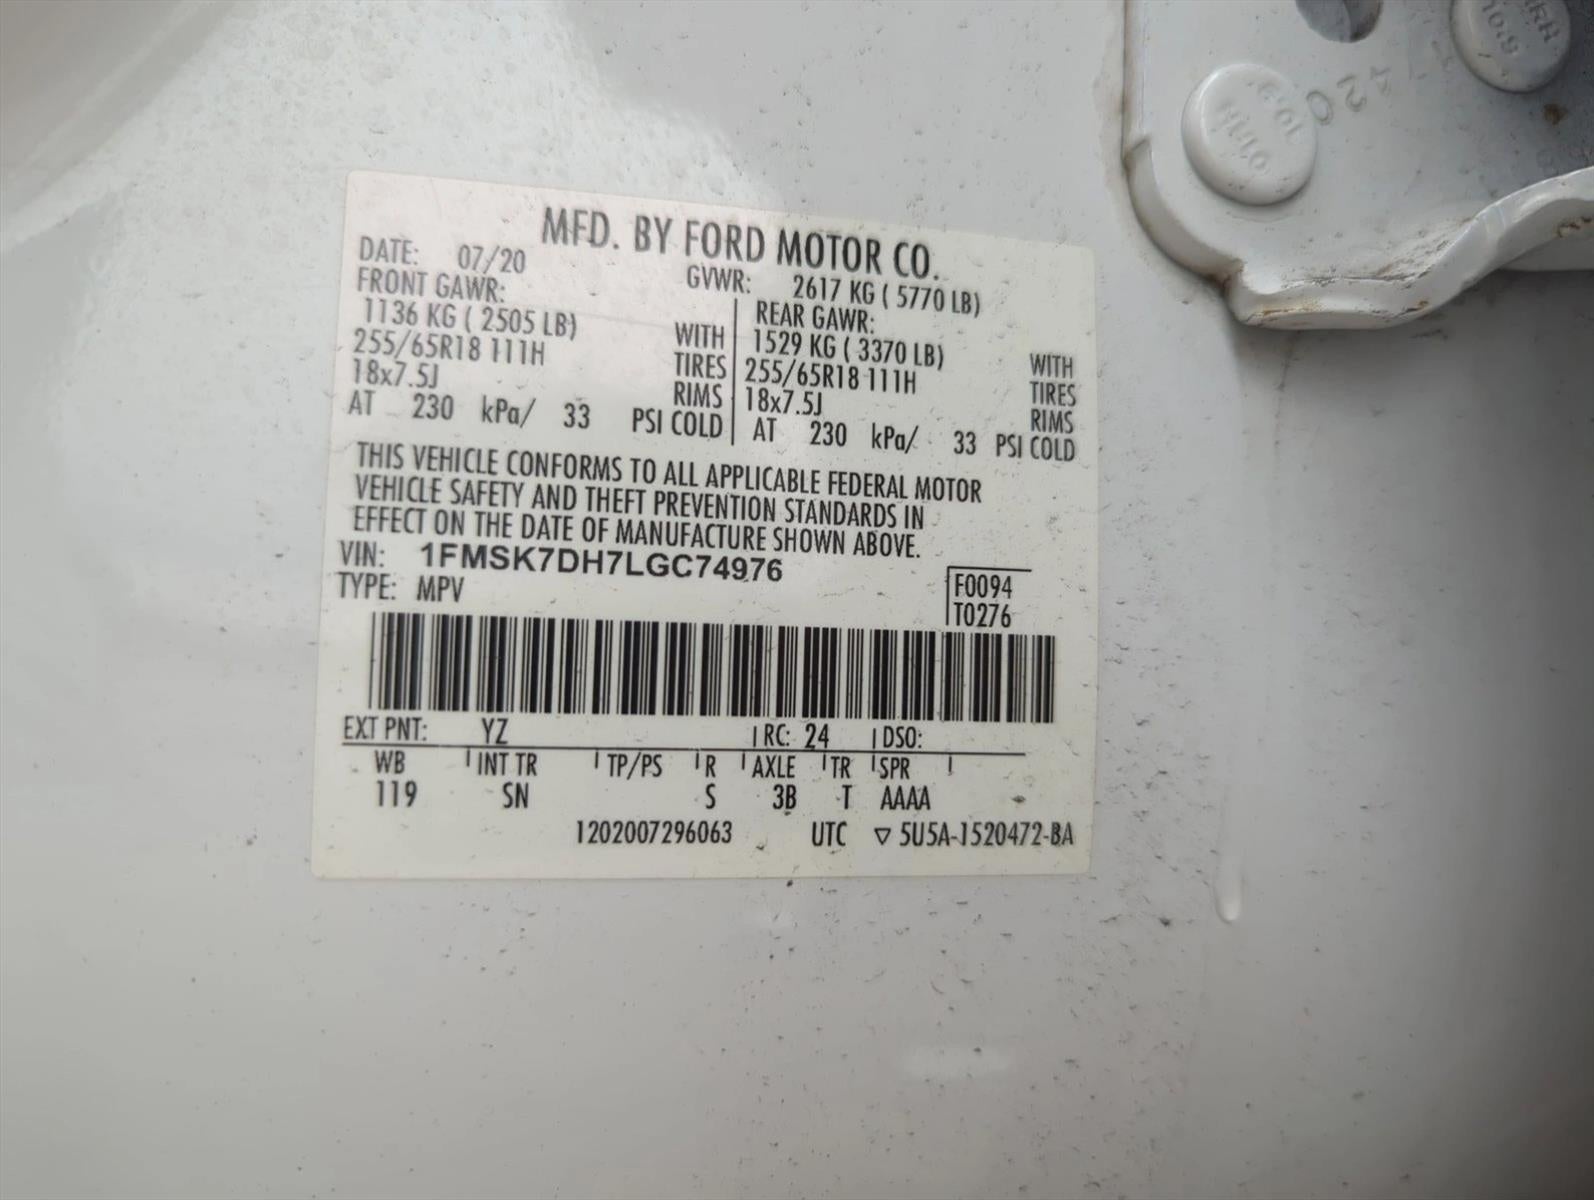 MFD. BY FORD MOTOR CO.
DATE: 07/20 GVWR: 2617 KG ( 5770 LB)
FRONT GAWR: REAR GAWR:
1136 KG ( 2505 LB) WITH 1529 KG ( 3370 LB) WITH
255/65R18 111H TIRES 255/65R18 111H TIRES
18x7.5J RIMS 18x7.5J RIMS
AT 230 kPa/ 33 PSI COLD AT 230 kPa/ 33 PSI COLD
THIS VEHICLE CONFORMS TO ALL APPLICABLE FEDERAL MOTOR
VEHICLE SAFETY AND THEFT PREVENTION STANDARDS IN
EFFECT ON THE DATE OF MANUFACTURE SHOWN ABOVE.
VIN: 1FMSK7DH7LGC74976
TYPE: MPV
F0094
T0276
EXT PNT: YZ RC: 24 DSO:
WB INT TR TP/PS R AXLE TR SPR
119 SN S 3B T AAAA
1202007296063 UTC ▽ 5U5A-1520472-BA
10.9